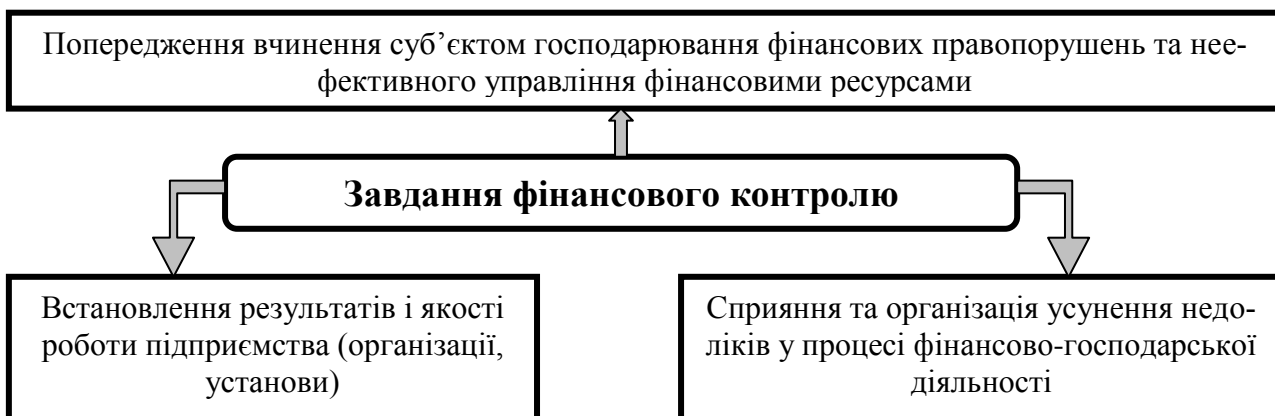 Попередження вчинення суб’єктом господарювання фінансових правопорушень та нее-
фективного управління фінансовими ресурсами
Завдання фінансового контролю
Встановлення результатів і якості
роботи підприємства (організації,
установи)
Сприяння та організація усунення недо-
ліків у процесі фінансово-господарської
діяльності